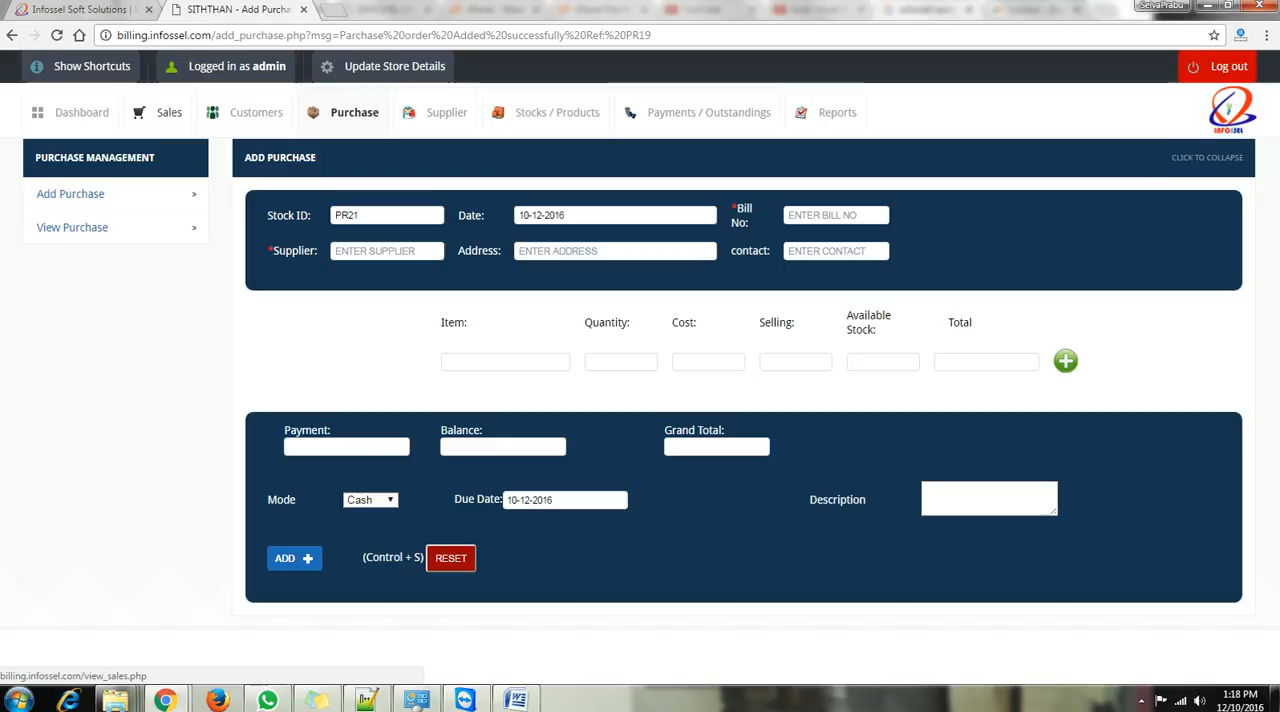 Infossel Soft Solutions | S
SITHTHAN - Add Purcha
SelvaPrabu
billing.infossel.com/add_purchase.php?msg=Parchase%20order%20Added%20successfully%20Ref:%20PR19
Show Shortcuts Logged in as admin Update Store Details Log out
Dashboard Sales Customers Purchase Supplier Stocks / Products Payments / Outstandings Reports
INFOSSEL
PURCHASE MANAGEMENT
Add Purchase »
View Purchase »
ADD PURCHASE CLICK TO COLLAPSE
Stock ID: PR21 Date: 10-12-2016 *Bill No: ENTER BILL NO
*Supplier: ENTER SUPPLIER Address: ENTER ADDRESS contact: ENTER CONTACT
Item: Quantity: Cost: Selling: Available Stock: Total
Payment: Balance: Grand Total:
Mode Cash Due Date: 10-12-2016 Description
ADD (Control + S) RESET
billing.infossel.com/view_sales.php
1:18 PM
12/10/2016